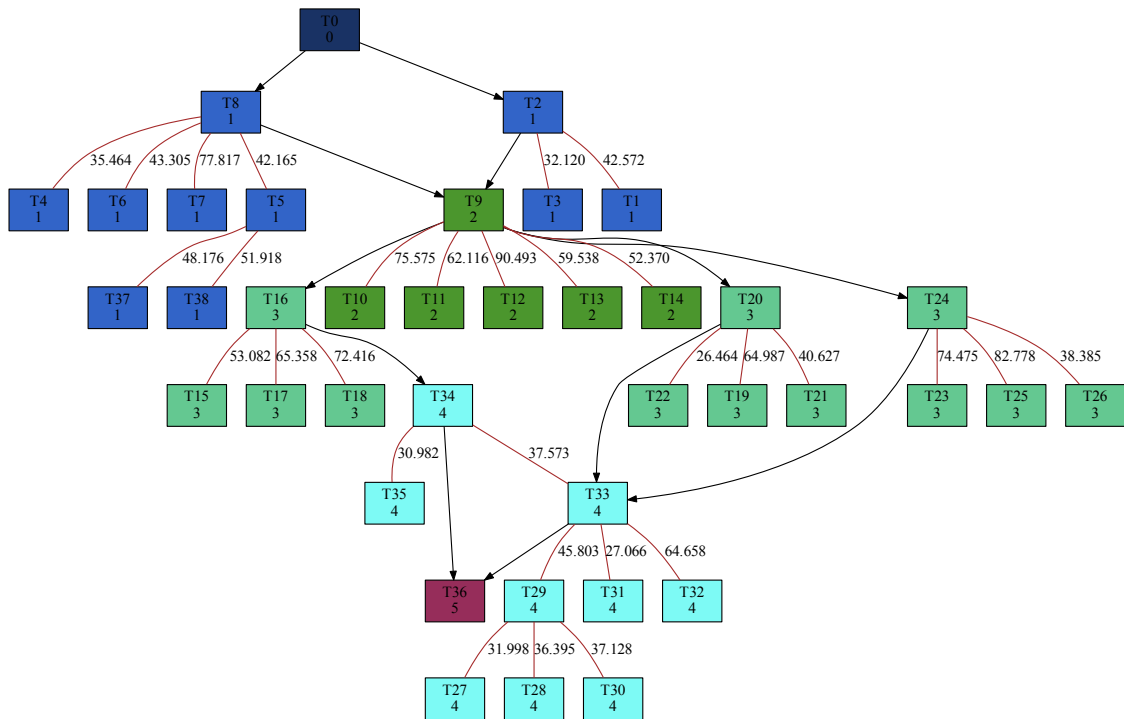 T0
0
T8
1
T2
1
35.464
43.305
77.817
42.165
32.120
42.572
T4
1
T6
1
T7
1
T5
1
T9
2
T3
1
T1
1
48.176
51.918
75.575
62.116
90.493
59.538
52.370
T37
1
T38
1
T16
3
T10
2
T11
2
T12
2
T13
2
T14
2
T20
3
T24
3
53.082
65.358
72.416
26.464
64.987
40.627
74.475
82.778
38.385
T15
3
T17
3
T18
3
T34
4
T22
3
T19
3
T21
3
T23
3
T25
3
T26
3
30.982
37.573
T35
4
T33
4
45.803
27.066
64.658
T36
5
T29
4
T31
4
T32
4
31.998
36.395
37.128
T27
4
T28
4
T30
4